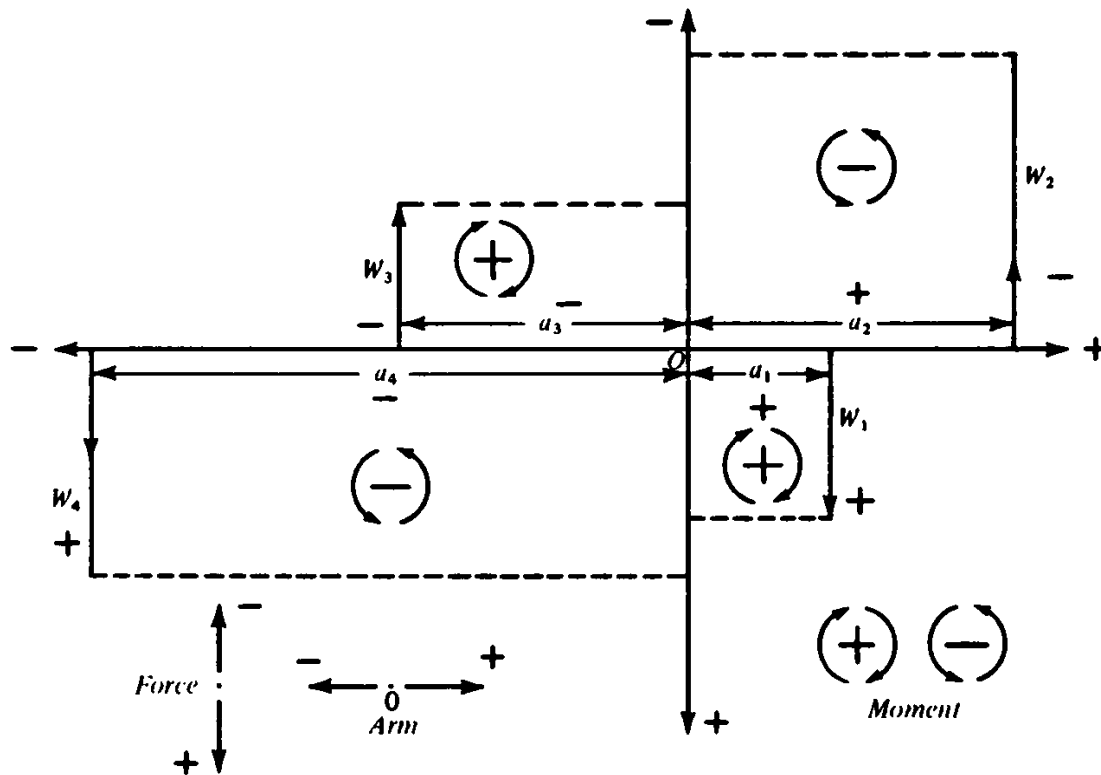 −
W₂
−
+
W₃
−
−
a₃
+
a₂
−
O
+
a₄
−
a₁
+
W₁
−
+
+
W₄
+
−
Force
+
−
+
0
Arm
+
−
Moment
+